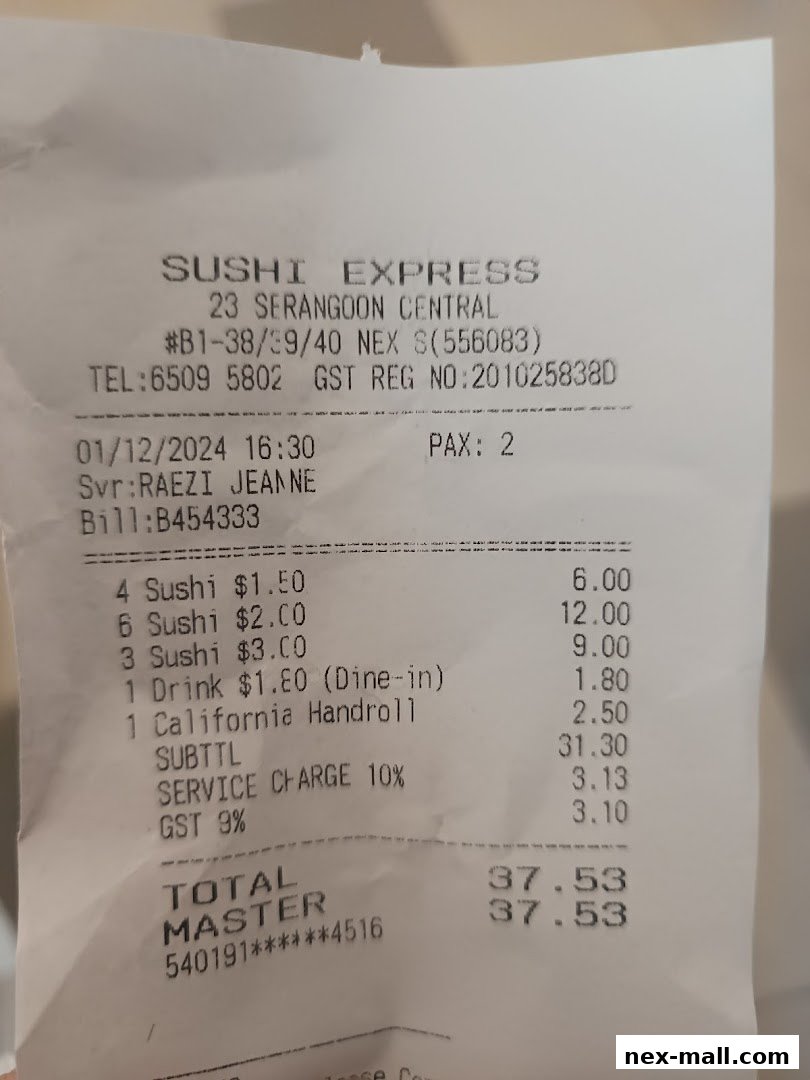 SUSHI EXPRESS
23 SERANGOON CENTRAL
#B1-38/39/40 NEX S(556083)
TEL:6509 5802 GST REG NO:201025838D
01/12/2024 16:30 PAX: 2
Svr:RAEZI JEANNE
Bill:B454333
4 Sushi $1.50 6.00
6 Sushi $2.00 12.00
3 Sushi $3.00 9.00
1 Drink $1.80 (Dine-in) 1.80
1 California Handroll 2.50
SUBTTL 31.30
SERVICE CHARGE 10% 3.13
GST 9% 3.10
TOTAL 37.53
MASTER 37.53
540191******4516
nex-mall.com